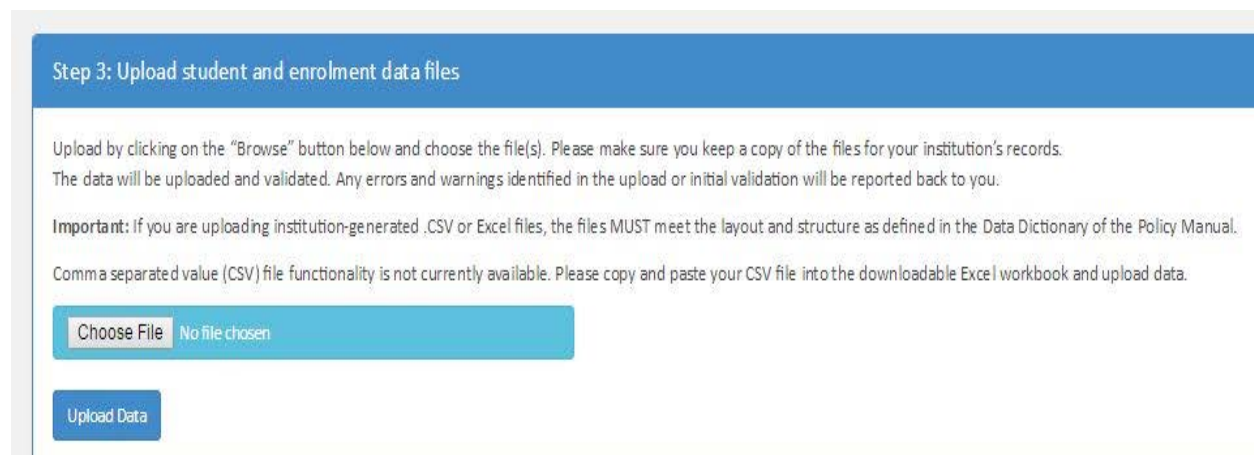 Step 3: Upload student and enrolment data files
Upload by clicking on the “Browse” button below and choose the file(s). Please make sure you keep a copy of the files for your institution’s records.
The data will be uploaded and validated. Any errors and warnings identified in the upload or initial validation will be reported back to you.
Important: If you are uploading institution-generated .CSV or Excel files, the files MUST meet the layout and structure as defined in the Data Dictionary of the Policy Manual.
Comma separated value (CSV) file functionality is not currently available. Please copy and paste your CSV file into the downloadable Excel workbook and upload data.
Choose File No file chosen
Upload Data